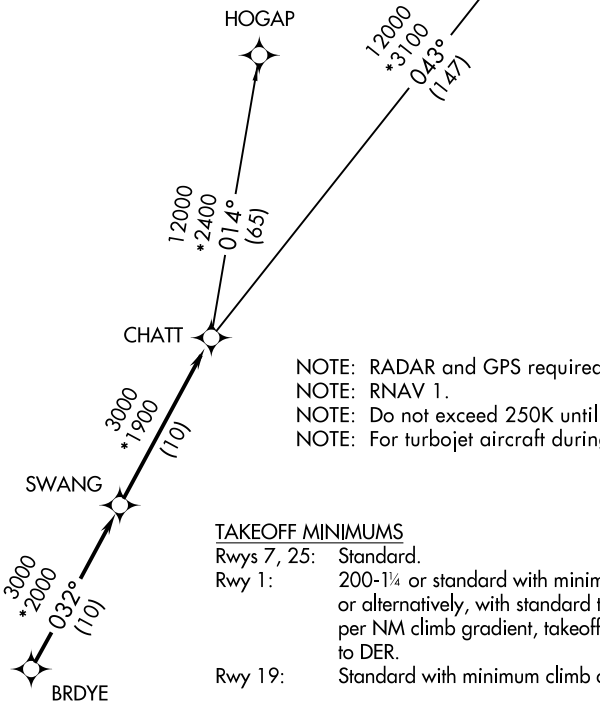 HOGAP
12000
*3100
043°
(147)
12000
*2400
014°
(65)
CHATT
NOTE: RADAR and GPS required
NOTE: RNAV 1.
NOTE: Do not exceed 250K until
NOTE: For turbojet aircraft during
3000
*1900
(10)
SWANG
TAKEOFF MINIMUMS
Rwys 7, 25: Standard.
Rwy 1: 200-1¼ or standard with minim
or alternatively, with standard t
per NM climb gradient, takeoff
to DER.
Rwy 19: Standard with minimum climb
3000
*2000
032°
(10)
BRDYE